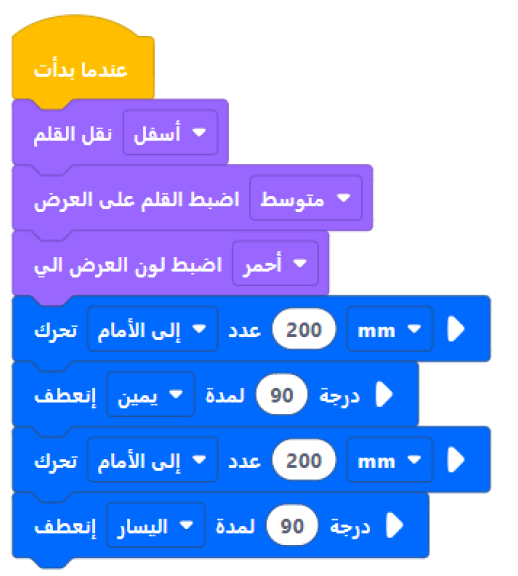 عندما بدأت
نقل القلم أسفل
اضبط القلم على العرض متوسط
اضبط لون العرض الي أحمر
تحرك إلى الأمام عدد 200 mm
إنعطف يمين لمدة 90 درجة
تحرك إلى الأمام عدد 200 mm
إنعطف اليسار لمدة 90 درجة